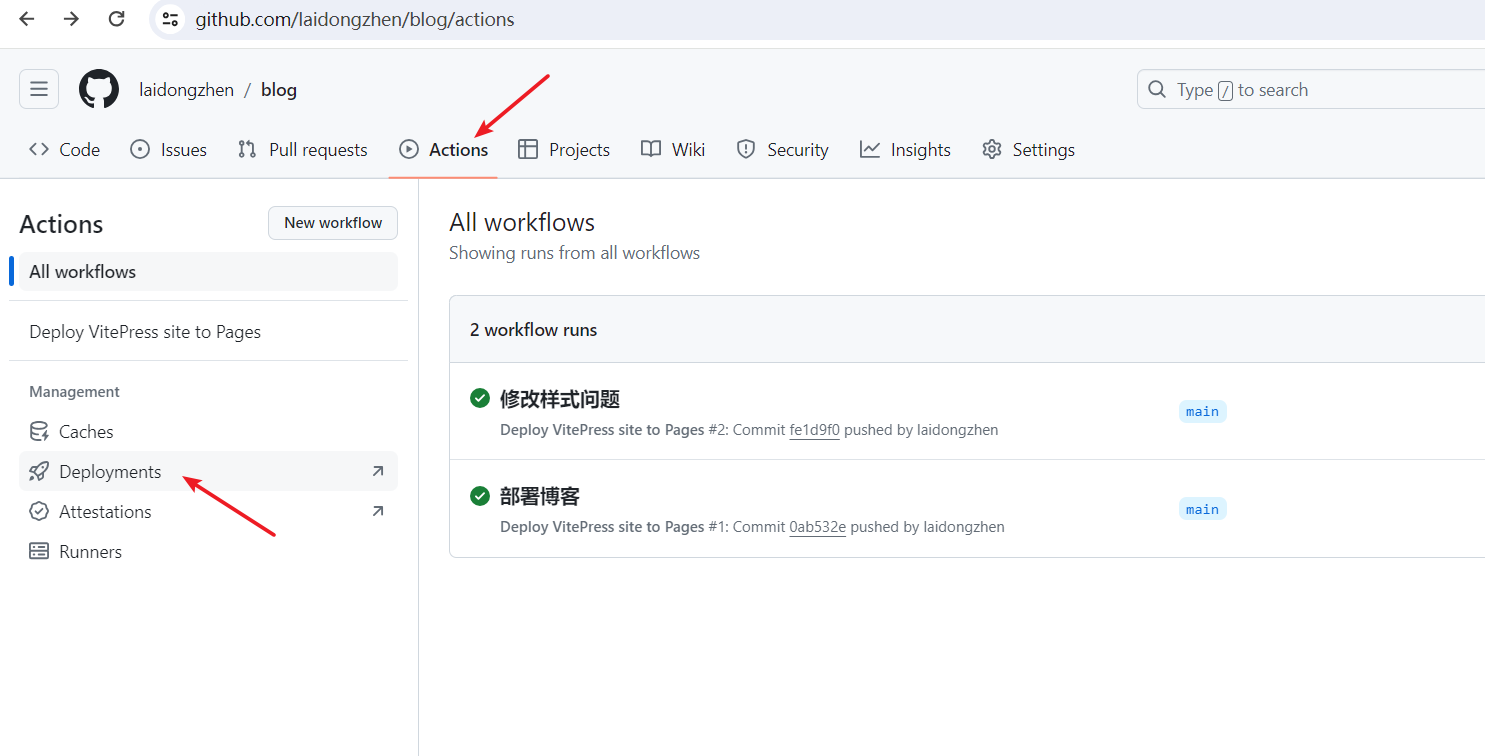 github.com/laidongzhen/blog/actions
laidongzhen / blog
Type / to search
Code Issues Pull requests Actions Projects Wiki Security Insights Settings
Actions
New workflow
All workflows
Deploy VitePress site to Pages
Management
Caches
Deployments
Attestations
Runners
All workflows
Showing runs from all workflows
2 workflow runs
修改样式问题
Deploy VitePress site to Pages #2: Commit fe1d9f0 pushed by laidongzhen
main
部署博客
Deploy VitePress site to Pages #1: Commit 0ab532e pushed by laidongzhen
main